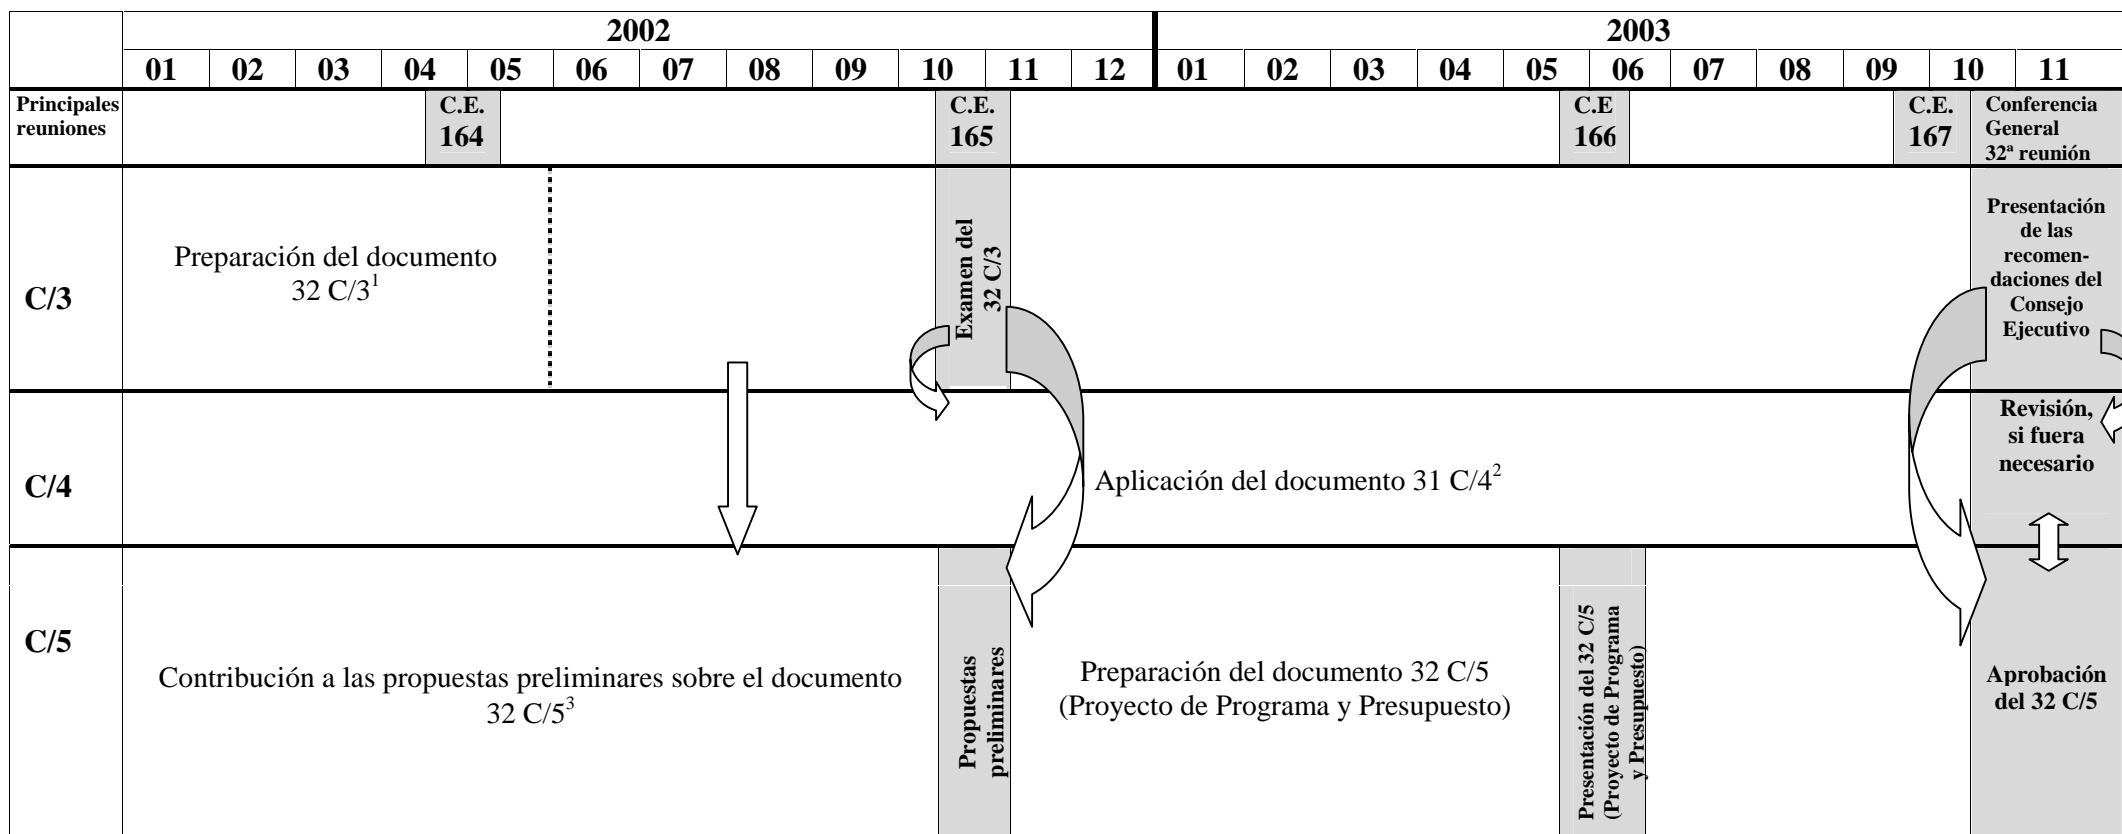 2002
2003
01 02 03 04 05 06 07 08 09 10 11 12 01 02 03 04 05 06 07 08 09 10 11
Principales
reuniones
C.E.
164
C.E.
165
C.E
166
C.E.
167
Conferencia
General
32ª reunión
C/3
Preparación del documento
32 C/3¹
Examen del
32 C/3
Presentación
de las
recomen-
daciones del
Consejo
Ejecutivo
C/4
Aplicación del documento 31 C/4²
Revisión,
si fuera
necesario
C/5
Contribución a las propuestas preliminares sobre el documento
32 C/5³
Propuestas
preliminares
Preparación del documento 32 C/5
(Proyecto de Programa y Presupuesto)
Presentación del 32 C/5
(Proyecto de Programa
y Presupuesto)
Aprobación
del 32 C/5